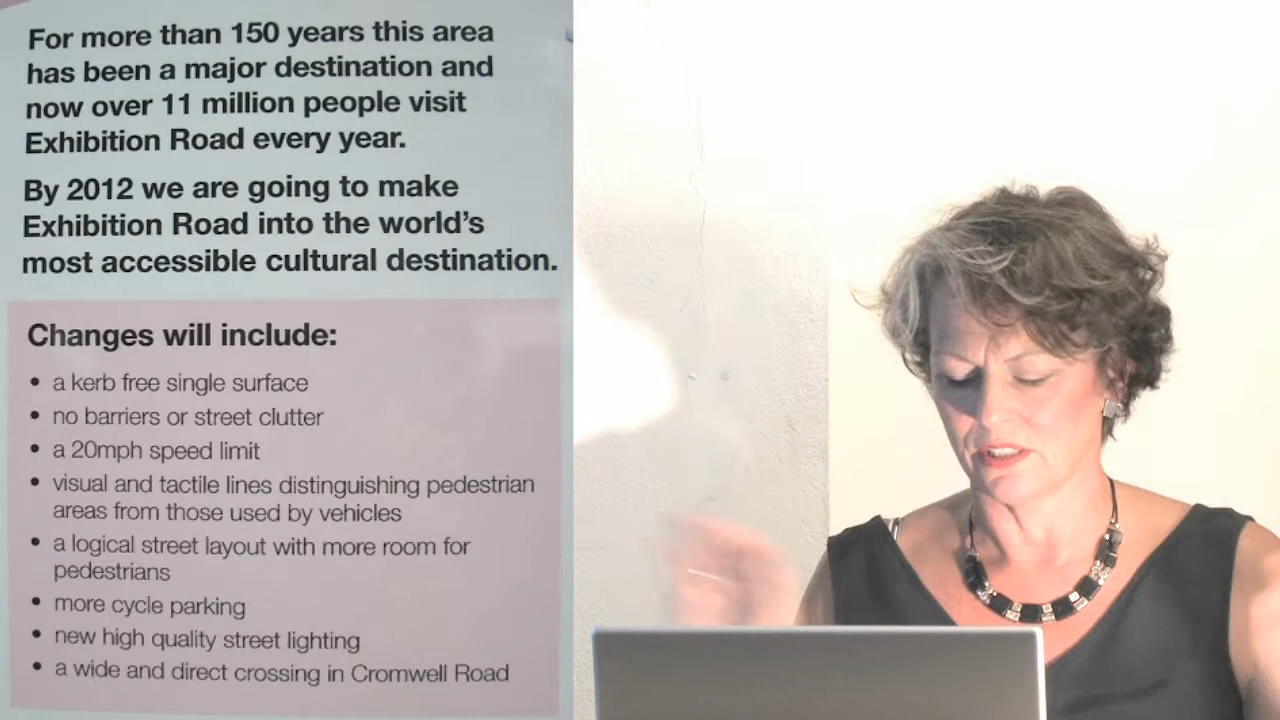 For more than 150 years this area
has been a major destination and
now over 11 million people visit
Exhibition Road every year.
By 2012 we are going to make
Exhibition Road into the world's
most accessible cultural destination.
Changes will include:
• a kerb free single surface
• no barriers or street clutter
• a 20mph speed limit
• visual and tactile lines distinguishing pedestrian
areas from those used by vehicles
• a logical street layout with more room for
pedestrians
• more cycle parking
• new high quality street lighting
• a wide and direct crossing in Cromwell Road